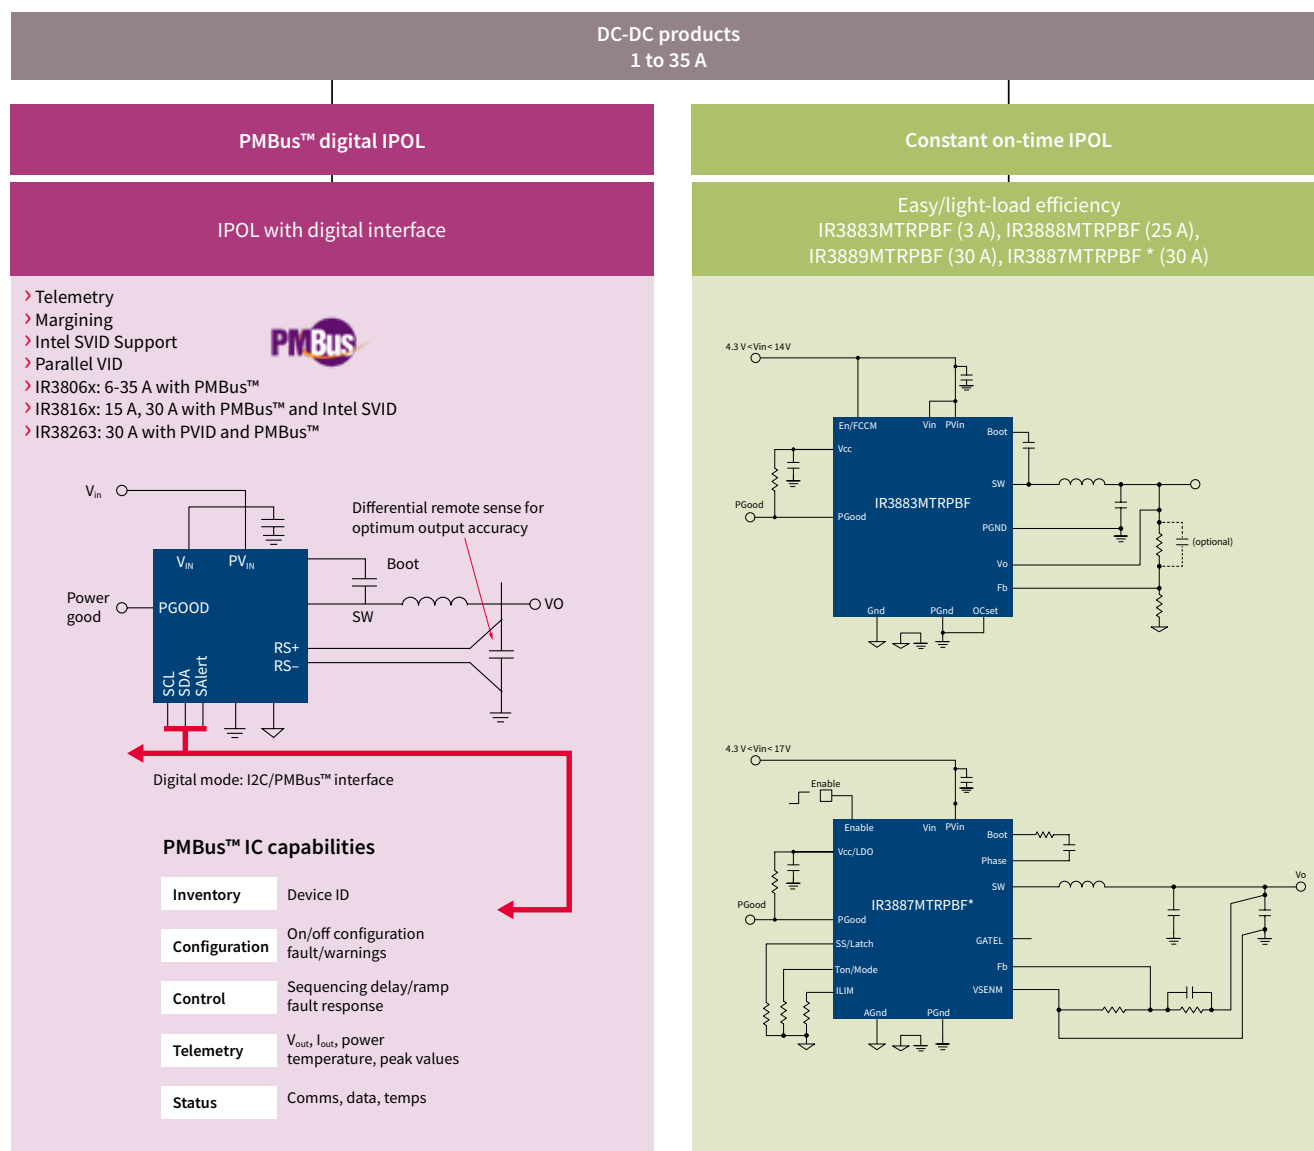 DC-DC products
1 to 35 A
PMBus™ digital IPOL
IPOL with digital interface
› Telemetry
› Margining
› Intel SVID Support
› Parallel VID
› IR3806x: 6-35 A with PMBus™
› IR3816x: 15 A, 30 A with PMBus™ and Intel SVID
› IR38263: 30 A with PVID and PMBus™
PMBus
Vin
Differential remote sense for
optimum output accuracy
VIN
PVIN
Boot
Power
good
PGOOD
SW
VO
RS+
RS–
SCL
SDA
SAlert
Digital mode: I2C/PMBus™ interface
PMBus™ IC capabilities
Inventory
Device ID
Configuration
On/off configuration
fault/warnings
Control
Sequencing delay/ramp
fault response
Telemetry
Vout, Iout, power
temperature, peak values
Status
Comms, data, temps
Constant on-time IPOL
Easy/light-load efficiency
IR3883MTRPBF (3 A), IR3888MTRPBF (25 A),
IR3889MTRPBF (30 A), IR3887MTRPBF * (30 A)
4.3 V <Vin< 14V
En/FCCM
Vin
PVin
Boot
Vcc
SW
IR3883MTRPBF
PGood
PGood
PGND
(optional)
Vo
Fb
Gnd
PGnd
OCset
4.3 V <Vin< 17V
Enable
Enable
Vin
PVin
Boot
Vcc/LDO
Phase
SW
Vo
IR3887MTRPBF*
PGood
PGood
SS/Latch
GATEL
Ton/Mode
Fb
ILIM
VSENM
AGnd
PGnd